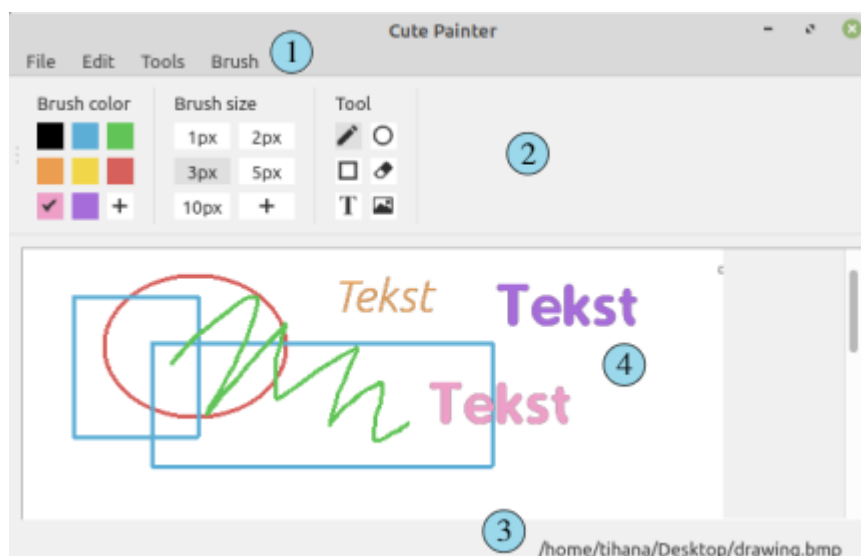 Cute Painter
File Edit Tools Brush
1
Brush color Brush size Tool
1px 2px
3px 5px
10px +
T
2
Tekst Tekst
4
Tekst
3
/home/tihana/Desktop/drawing.bmp